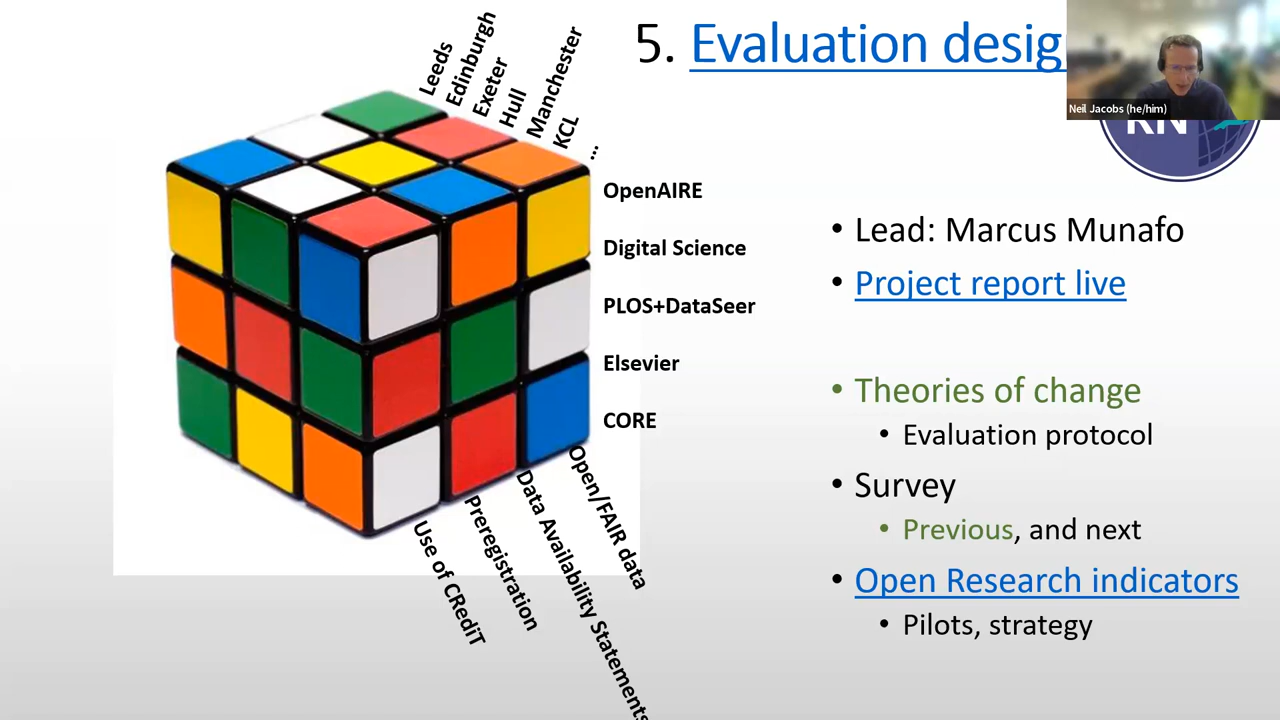 5. Evaluation desig
Neil Jacobs (he/him)
RN
Leeds
Edinburgh
Exeter
Hull
Manchester
KCL
...
OpenAIRE
Digital Science
PLOS+DataSeer
Elsevier
CORE
Use of CRediT
Preregistration
Data Availability Statements
Open/FAIR data
• Lead: Marcus Munafo
• Project report live
• Theories of change
• Evaluation protocol
• Survey
• Previous, and next
• Open Research indicators
• Pilots, strategy